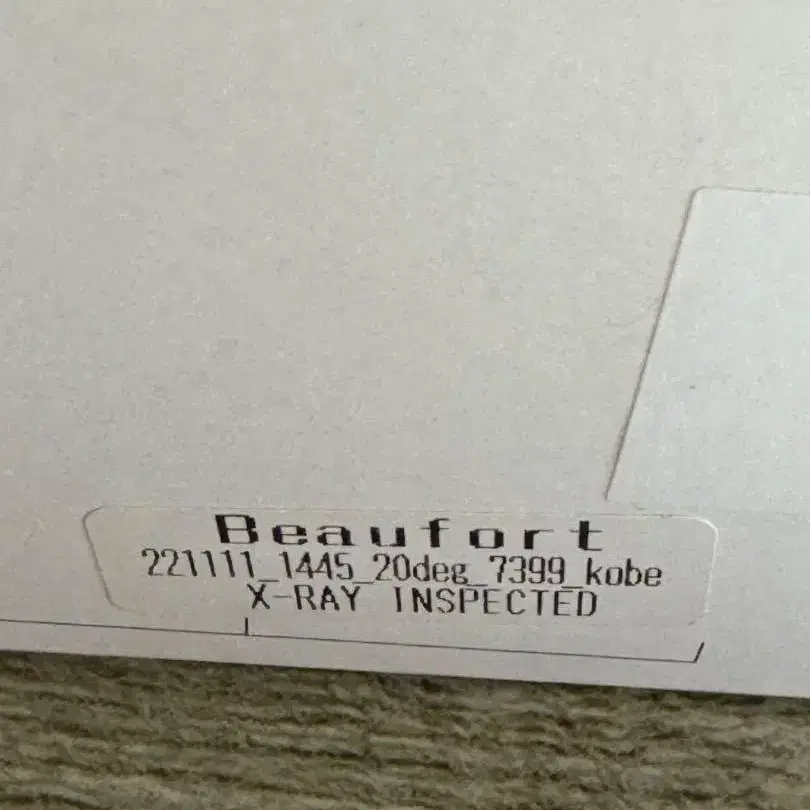 Beaufort
221111_1445_20deg_7399_kobe
X-RAY INSPECTED